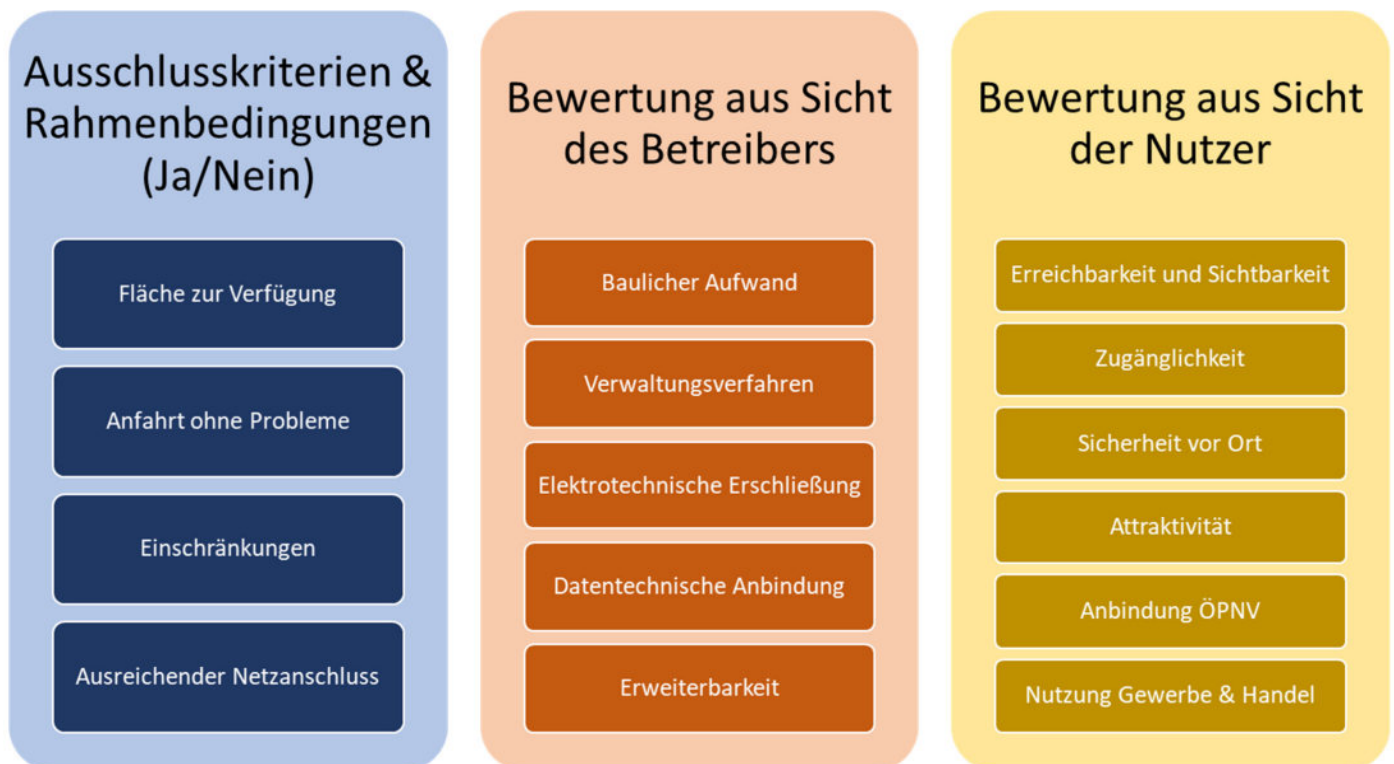 Ausschlusskriterien &
Rahmenbedingungen
(Ja/Nein)
Fläche zur Verfügung
Anfahrt ohne Probleme
Einschränkungen
Ausreichender Netzanschluss
Bewertung aus Sicht
des Betreibers
Baulicher Aufwand
Verwaltungsverfahren
Elektrotechnische Erschließung
Datentechnische Anbindung
Erweiterbarkeit
Bewertung aus Sicht
der Nutzer
Erreichbarkeit und Sichtbarkeit
Zugänglichkeit
Sicherheit vor Ort
Attraktivität
Anbindung ÖPNV
Nutzung Gewerbe & Handel